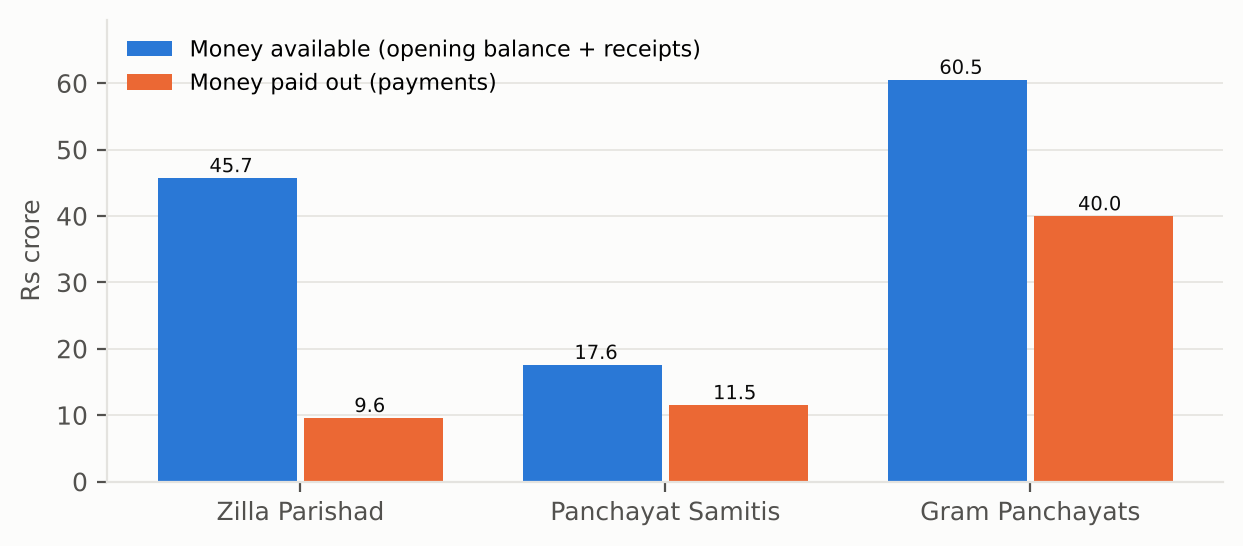 Money available (opening balance + receipts)
Money paid out (payments)
Rs crore
60
50
40
30
20
10
0
45.7
9.6
17.6
11.5
60.5
40.0
Zilla Parishad
Panchayat Samitis
Gram Panchayats